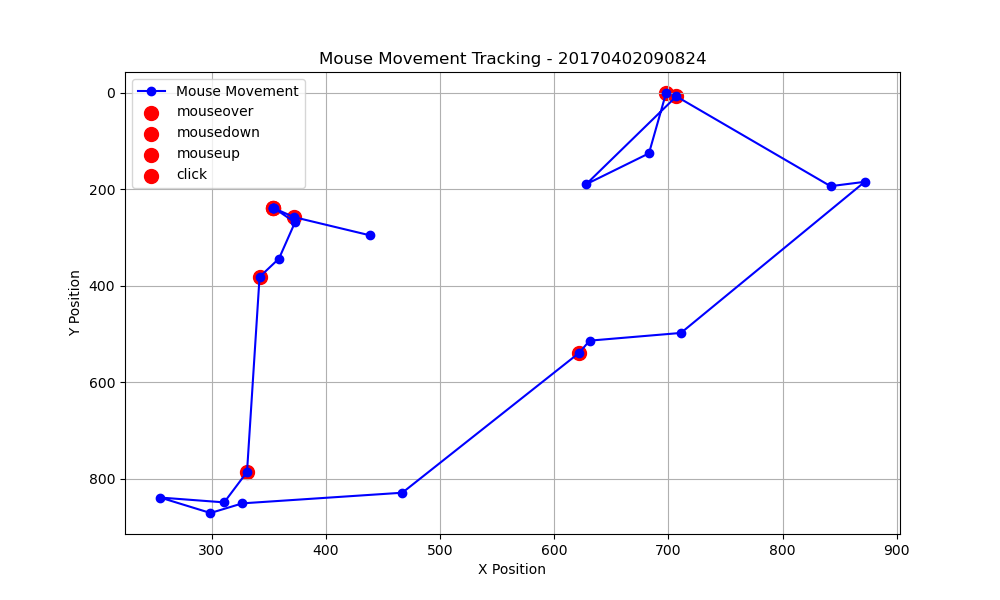 Mouse Movement Tracking - 20170402090824
Mouse Movement
mouseover
mousedown
mouseup
click
0
200
400
600
800
Y Position
300 400 500 600 700 800 900
X Position